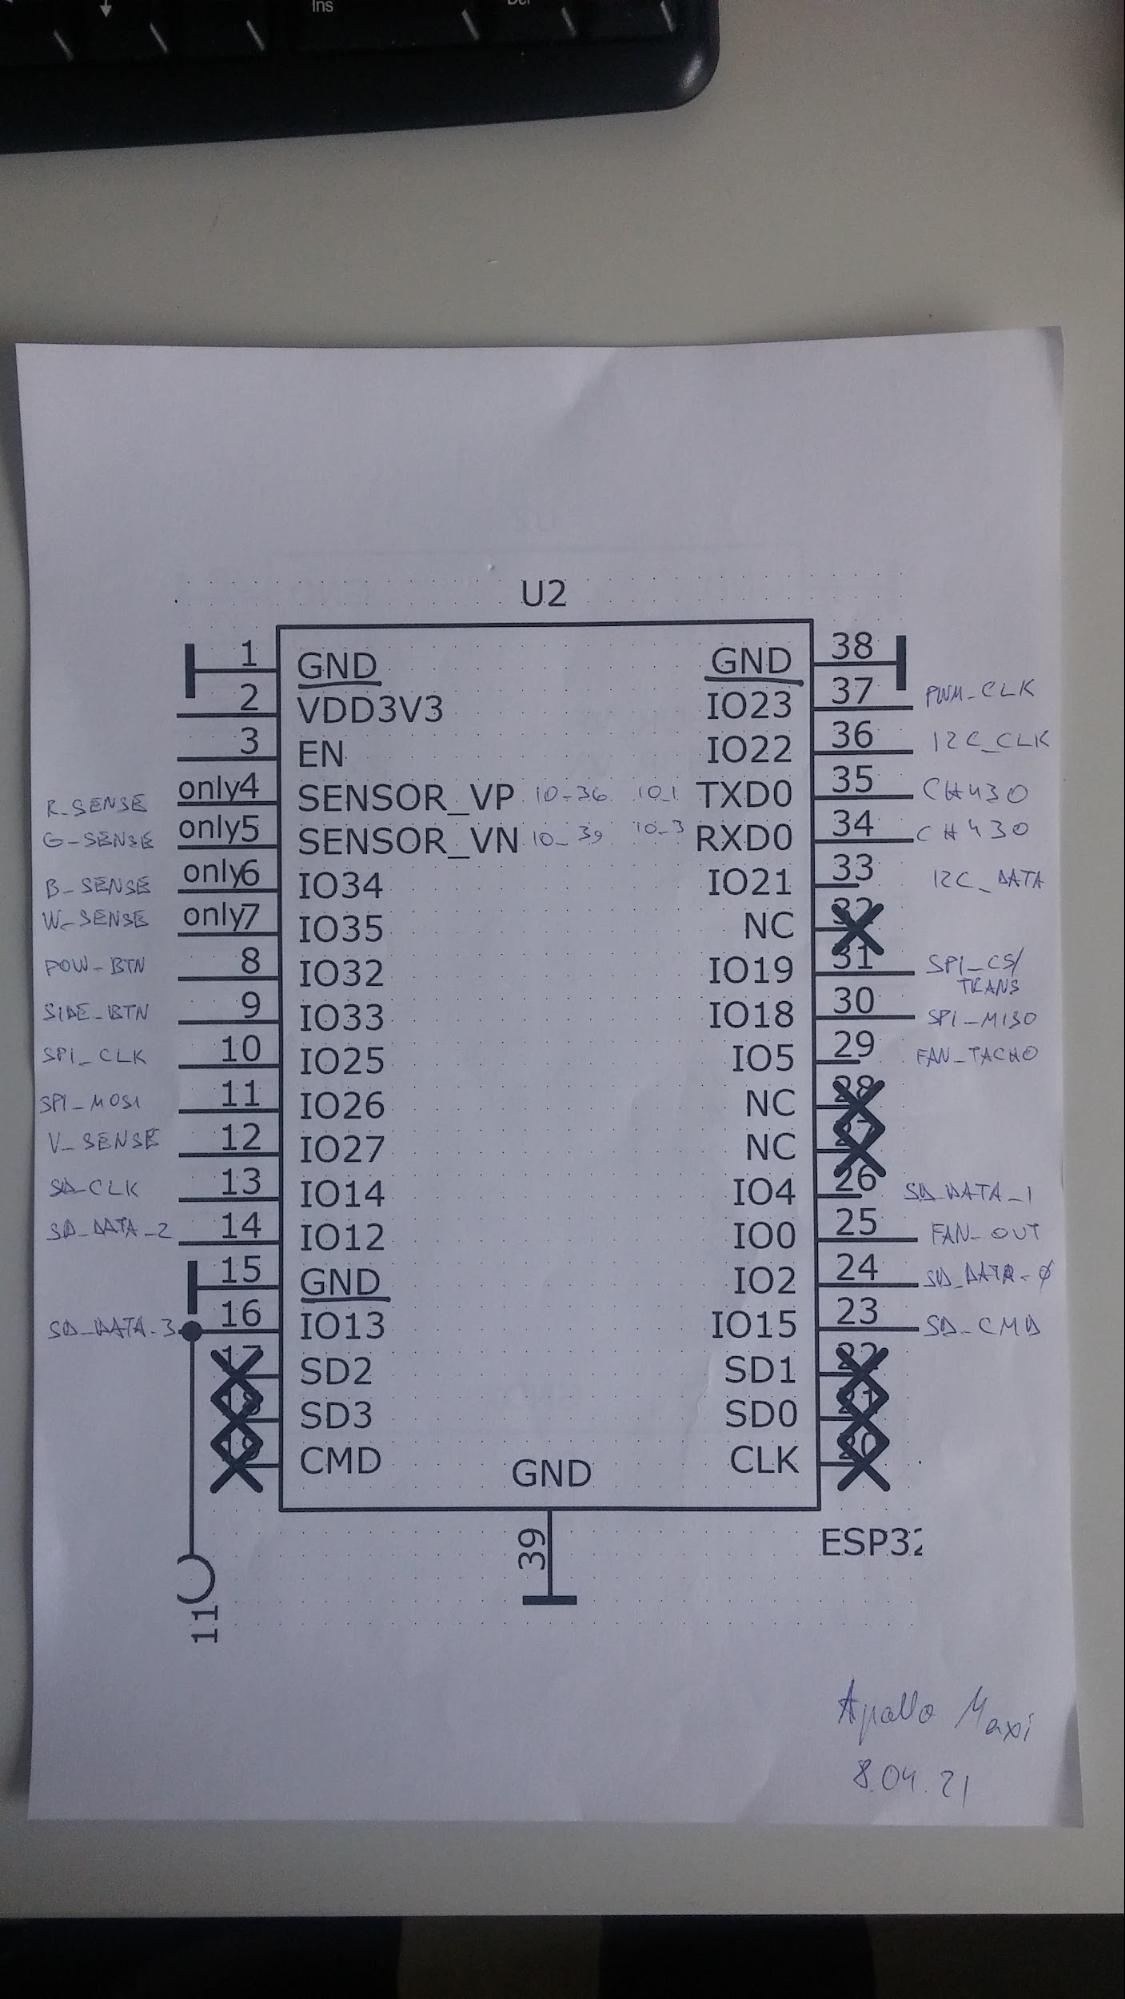 Ins
U2
1 GND GND 38
2 VDD3V3 IO23 37 PWM_CLK
3 EN IO22 36 I2C_CLK
R_SENSE only4 SENSOR_VP IO_36 IO_1 TXD0 35 CH430
G_SENSE only5 SENSOR_VN IO_39 IO_3 RXD0 34 CH430
B_SENSE only6 IO34 IO21 33 I2C_DATA
W_SENSE only7 IO35 NC 32
POW_BTN 8 IO32 IO19 31 SPI_CS/
TRANS
SIDE_BTN 9 IO33 IO18 30 SPI_MISO
SPI_CLK 10 IO25 IO5 29 FAN_TACHO
SPI_MOSI 11 IO26 NC 28
V_SENSE 12 IO27 NC 27
SD_CLK 13 IO14 IO4 26 SD_DATA_1
SD_DATA_2 14 IO12 IO0 25 FAN_OUT
15 GND IO2 24 SD_DATA_0
SD_DATA_3 16 IO13 IO15 23 SD_CMD
17 SD2 SD1 22
18 SD3 SD0 21
19 CMD CLK 20
GND
39
ESP32
11
Apollo Maxi
8.04.21